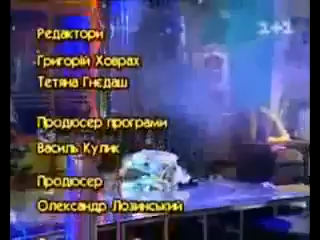 1+1
Редактори
Григорій Ховрах
Тетяна Гнєдаш
Продюсер програми
Василь Кулик
Продюсер
Олександр Лозинський